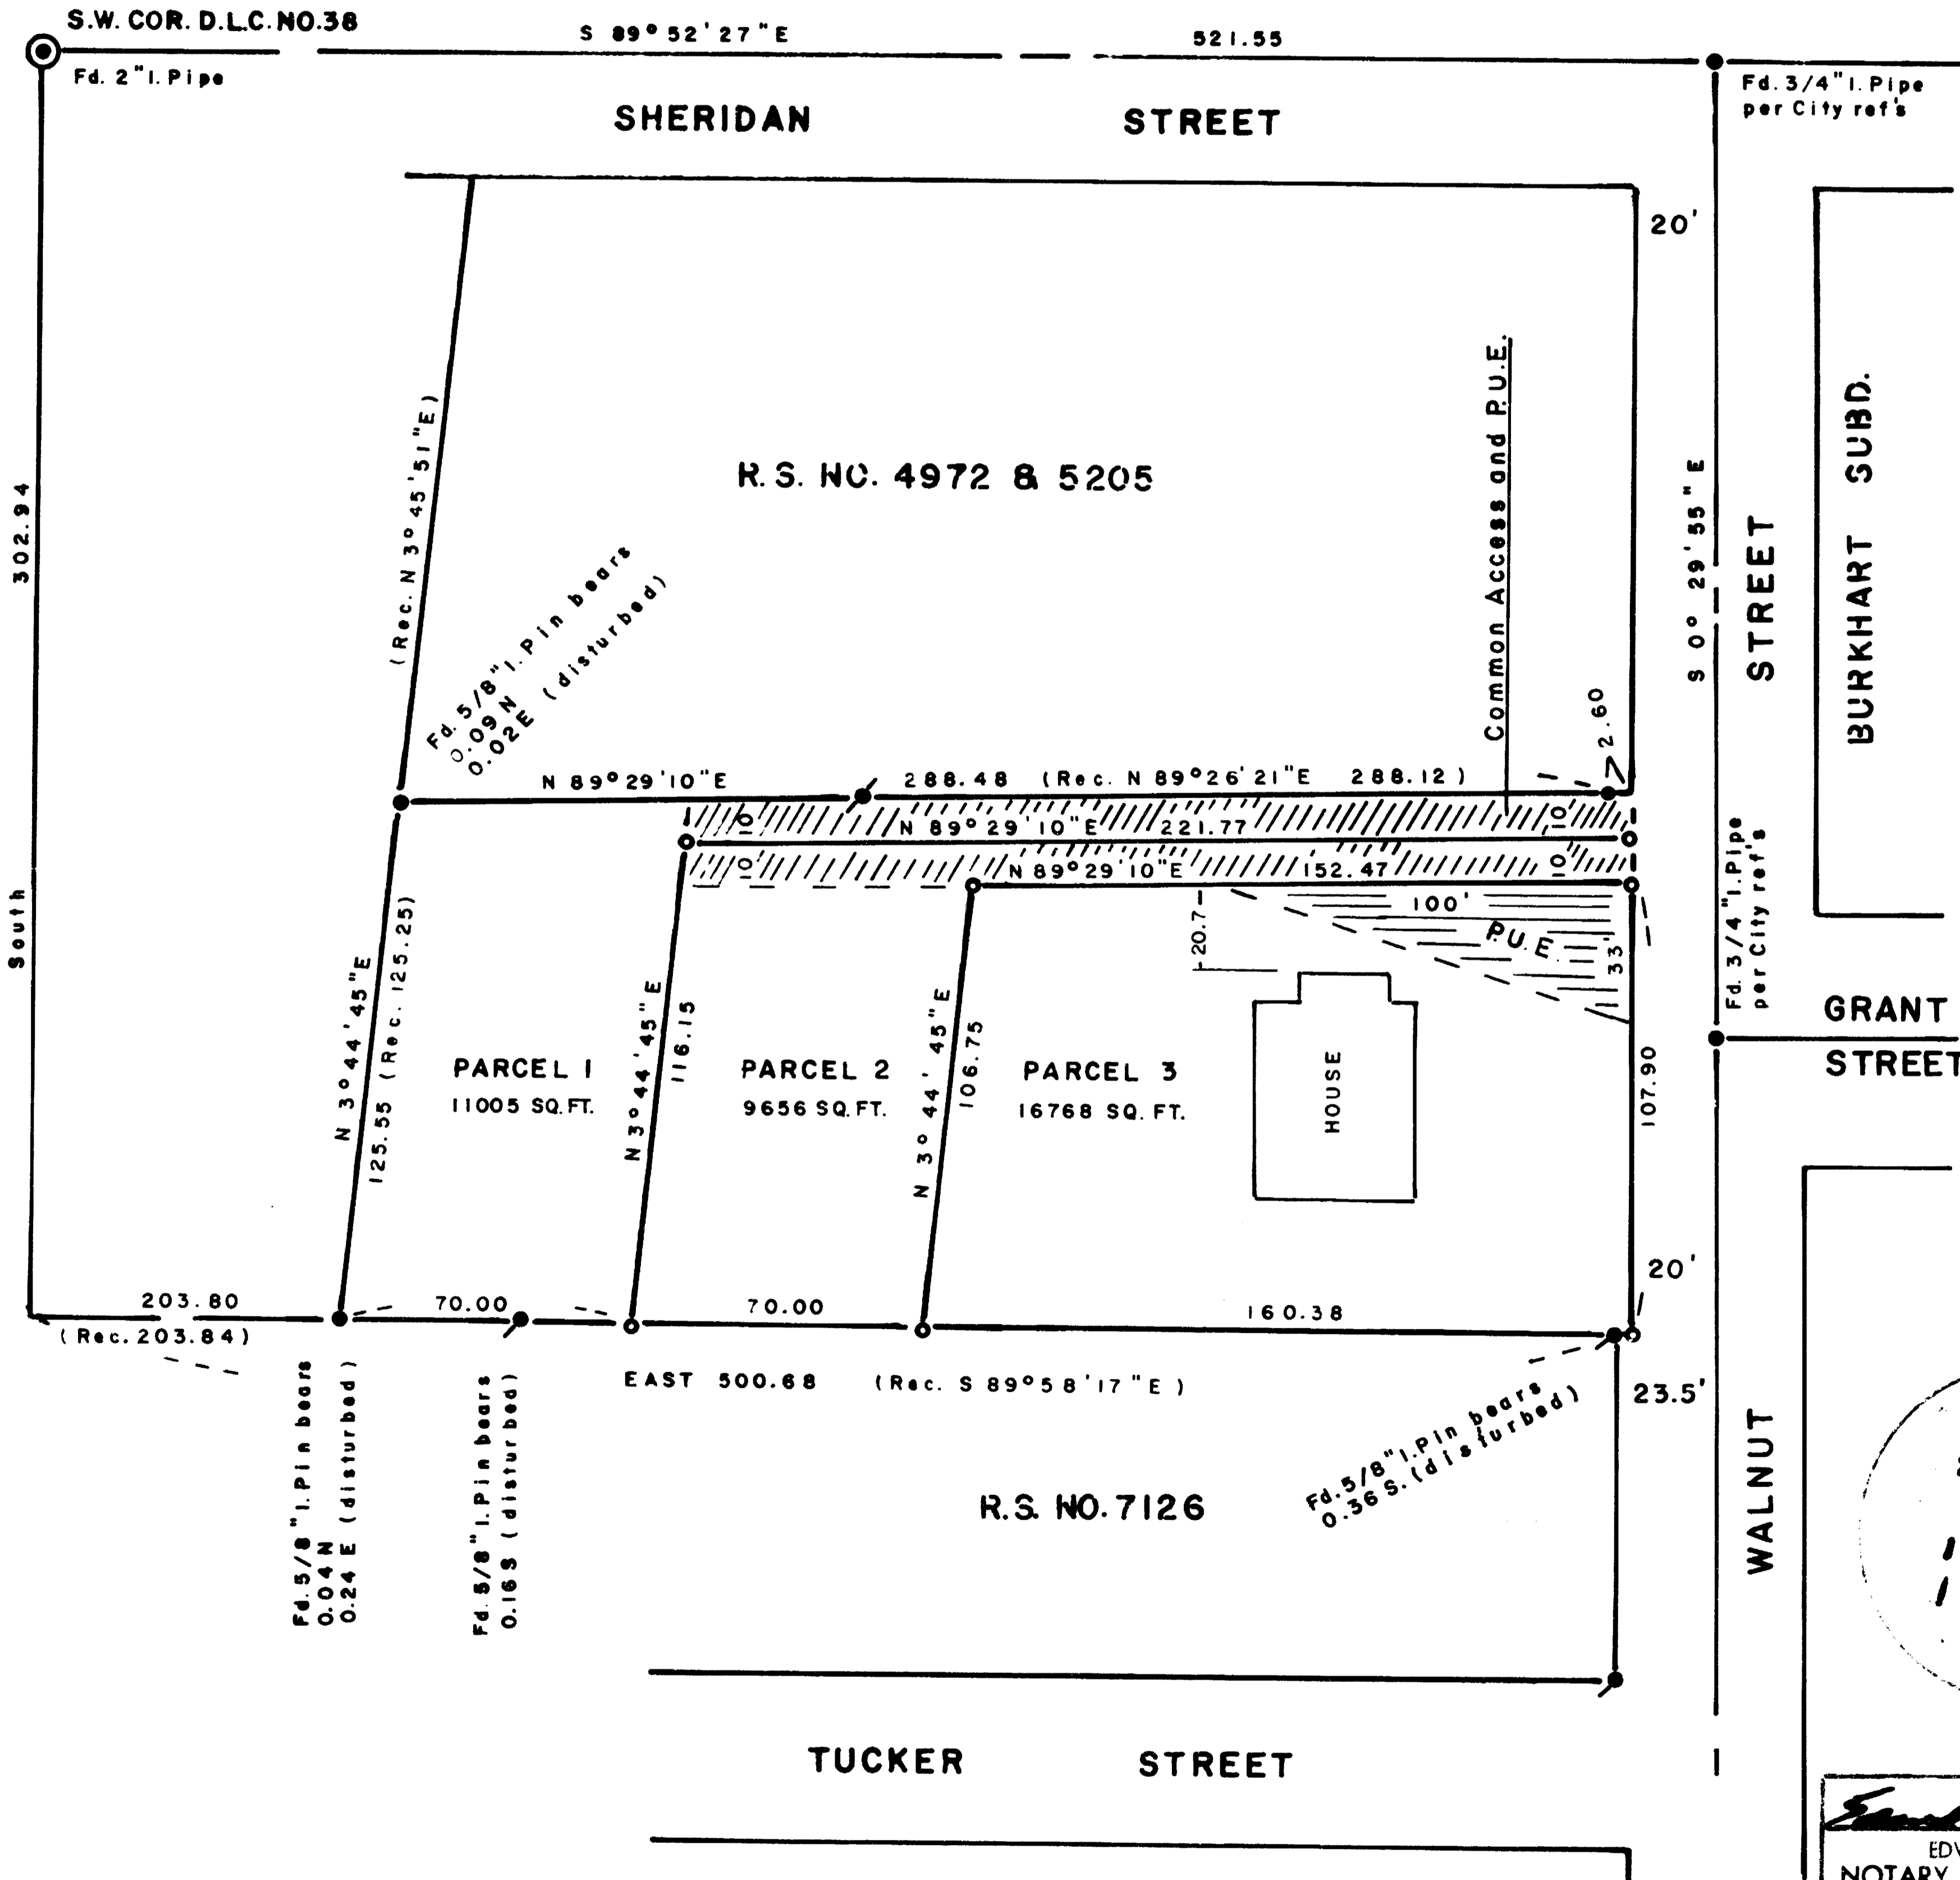 S.W. COR. D.L.C. NO.38
S 89° 52' 27" E
521.55
Fd. 2" I. Pipe
Fd. 3/4" I. Pipe
per City ref's
SHERIDAN STREET
20'
(Rec. N 3° 45' 51" E)
R.S. NO. 4972 & 5205
Common Access and P.U.E.
S 0° 29' 55" E
STREET
BURKHART SUBD.
302.94
South
Fd. 5/8" I. Pin bears
0.09 N
0.02 E (disturbed)
2.60
N 89° 29' 10" E
288.48 (Rec. N 89° 26' 21" E 288.12)
10'
N 89° 29' 10" E 221.77
10'
10'
N 89° 29' 10" E 152.47
10'
100'
P.U.E.
33'
20.7
Fd. 3/4" I. Pipe
per City ref's
GRANT
STREET
N 3° 44' 45" E
125.55 (Rec. 125.25)
N 3° 44' 45" E
116.15
N 3° 44' 45" E
106.75
PARCEL 1
11005 SQ. FT.
PARCEL 2
9656 SQ. FT.
PARCEL 3
16768 SQ. FT.
HOUSE
107.90
20'
203.80
(Rec. 203.84)
70.00
70.00
160.38
EAST 500.68 (Rec. S 89° 58' 17" E)
23.5'
Fd. 5/8" I. Pin bears
0.04 N
0.24 E (disturbed)
Fd. 5/8" I. Pin bears
0.16 S (disturbed)
Fd. 5/8" I. Pin bears
0.36 S. (disturbed)
R.S. NO. 7126
WALNUT
TUCKER STREET
EDW
NOTARY